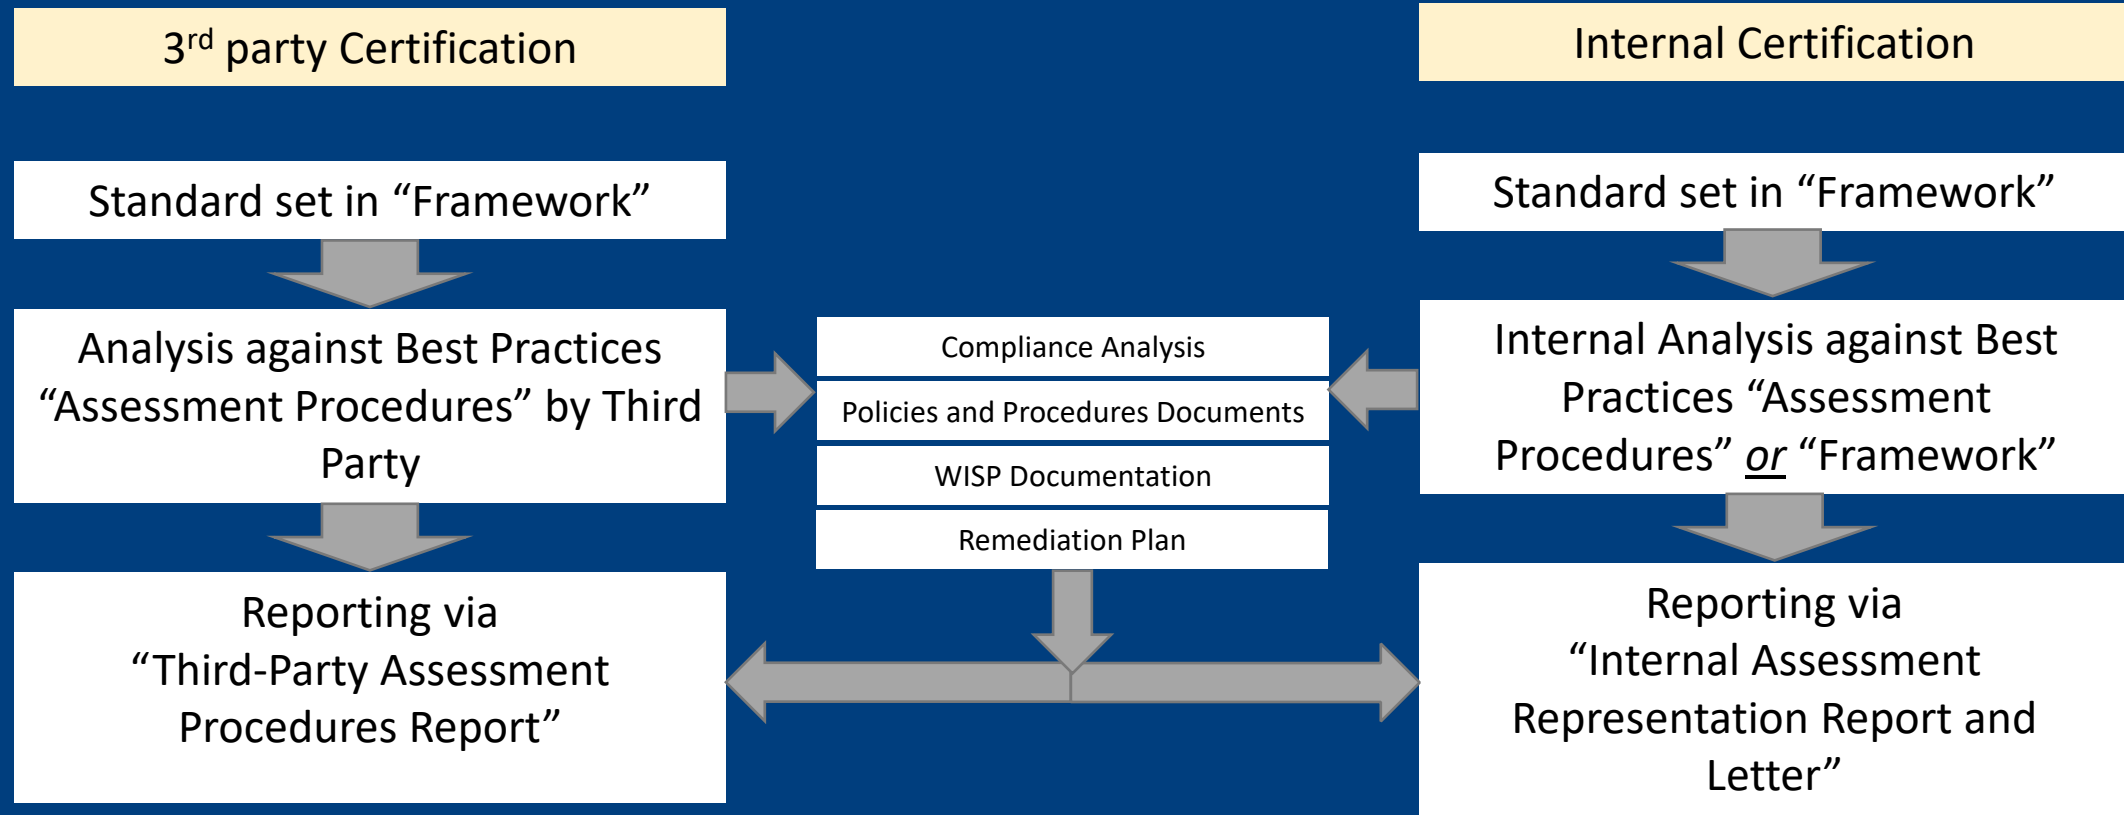 3rd party Certification
Standard set in “Framework”
Analysis against Best Practices
“Assessment Procedures” by Third
Party
Reporting via
“Third-Party Assessment
Procedures Report”
Compliance Analysis
Policies and Procedures Documents
WISP Documentation
Remediation Plan
Internal Certification
Standard set in “Framework”
Internal Analysis against Best
Practices “Assessment
Procedures” or “Framework”
Reporting via
“Internal Assessment
Representation Report and
Letter”